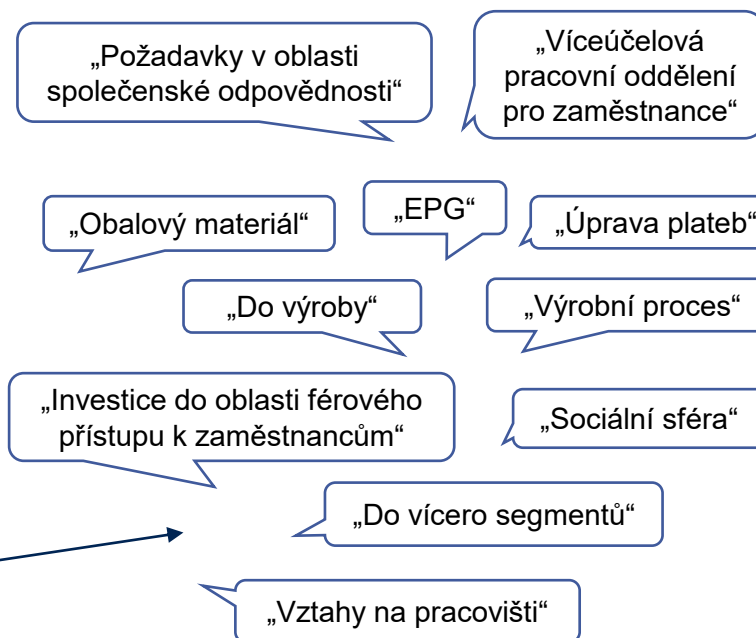 „Požadavky v oblasti
společenské odpovědnosti“
„Víceúčelová
pracovní oddělení
pro zaměstnance“
„Obalový materiál“
„EPG“
„Úprava plateb“
„Do výroby“
„Výrobní proces“
„Investice do oblasti férového
přístupu k zaměstnancům“
„Sociální sféra“
„Do vícero segmentů“
„Vztahy na pracovišti“